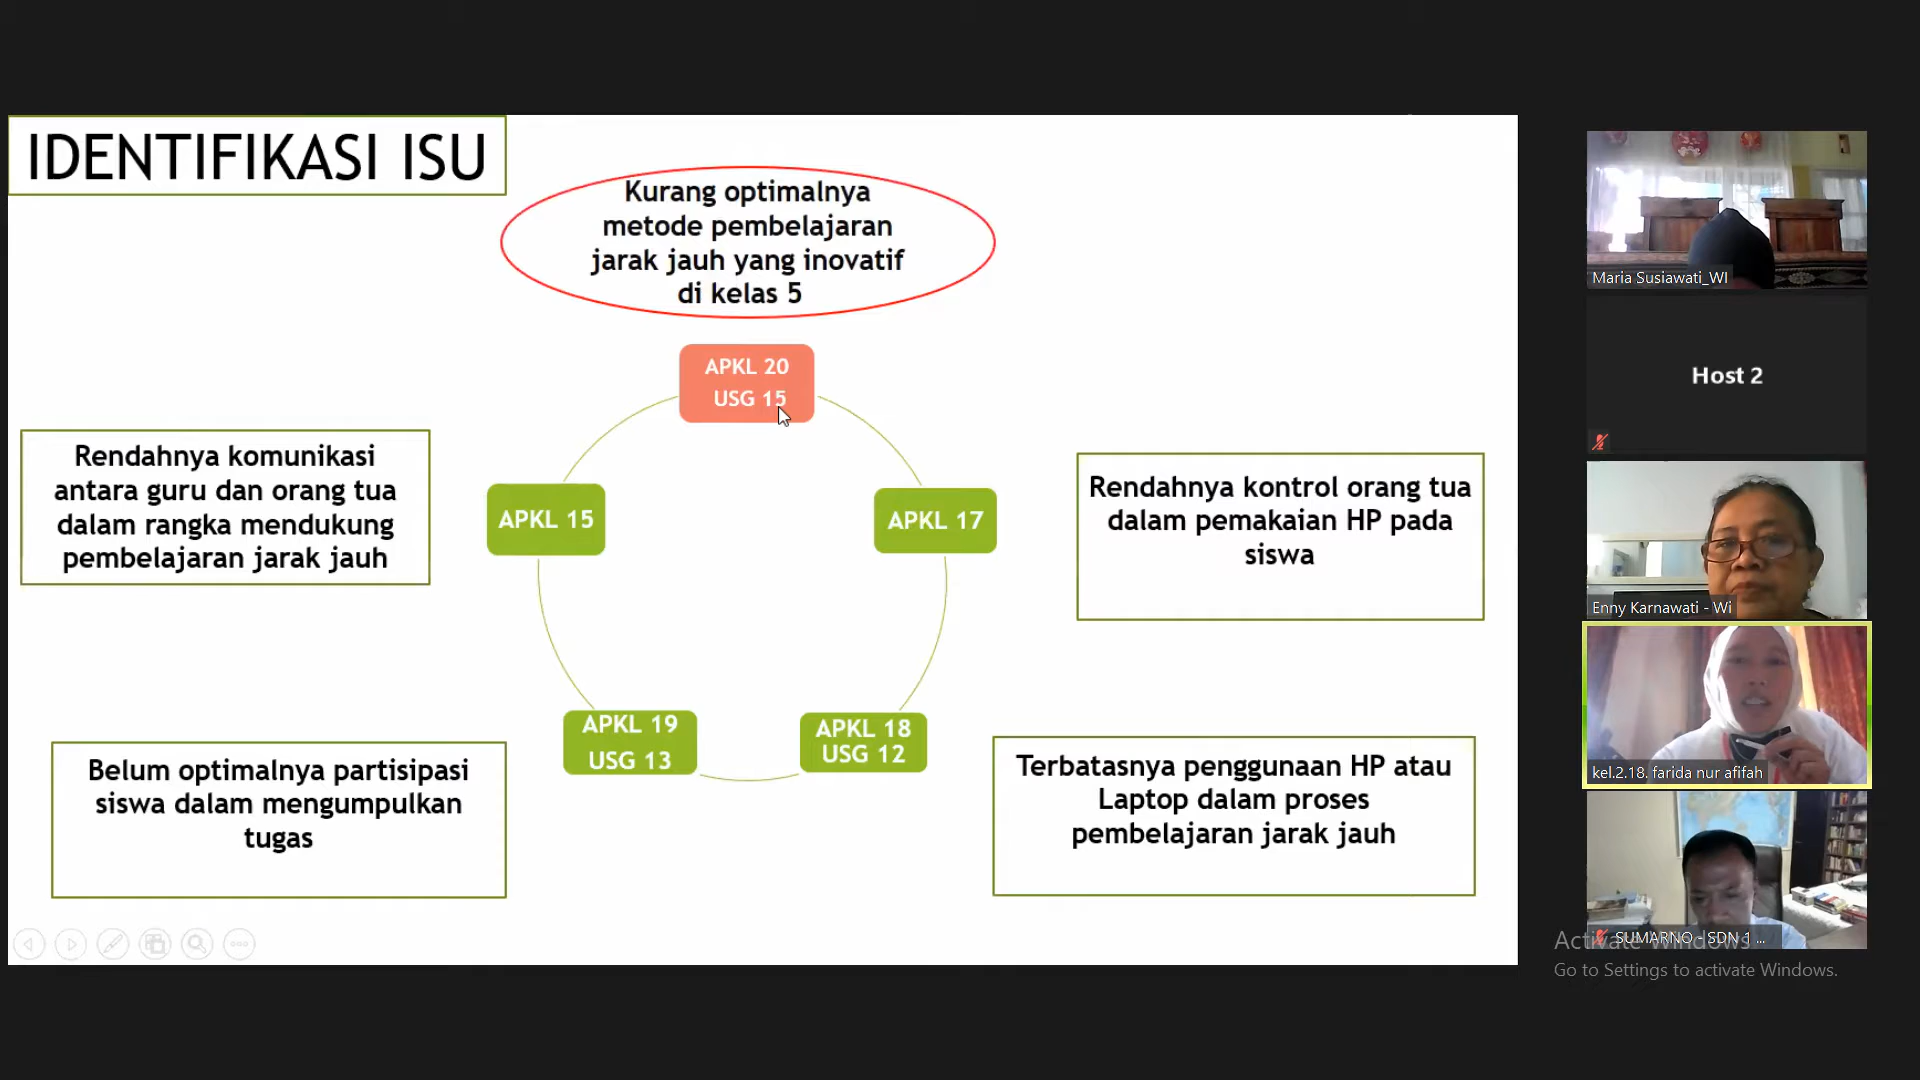 IDENTIFIKASI ISU
Kurang optimalnya
metode pembelajaran
jarak jauh yang inovatif
di kelas 5
APKL 20
USG 15
Rendahnya komunikasi
antara guru dan orang tua
dalam rangka mendukung
pembelajaran jarak jauh
APKL 15
APKL 17
Rendahnya kontrol orang tua
dalam pemakaian HP pada
siswa
Belum optimalnya partisipasi
siswa dalam mengumpulkan
tugas
APKL 19
USG 13
APKL 18
USG 12
Terbatasnya penggunaan HP atau
Laptop dalam proses
pembelajaran jarak jauh
Maria Susiawati_WI
Host 2
Enny Karnawati - Wi
kel.2.18. farida nur afifah
SUMARNO - SDN 1 ...
Activate Windows
Go to Settings to activate Windows.